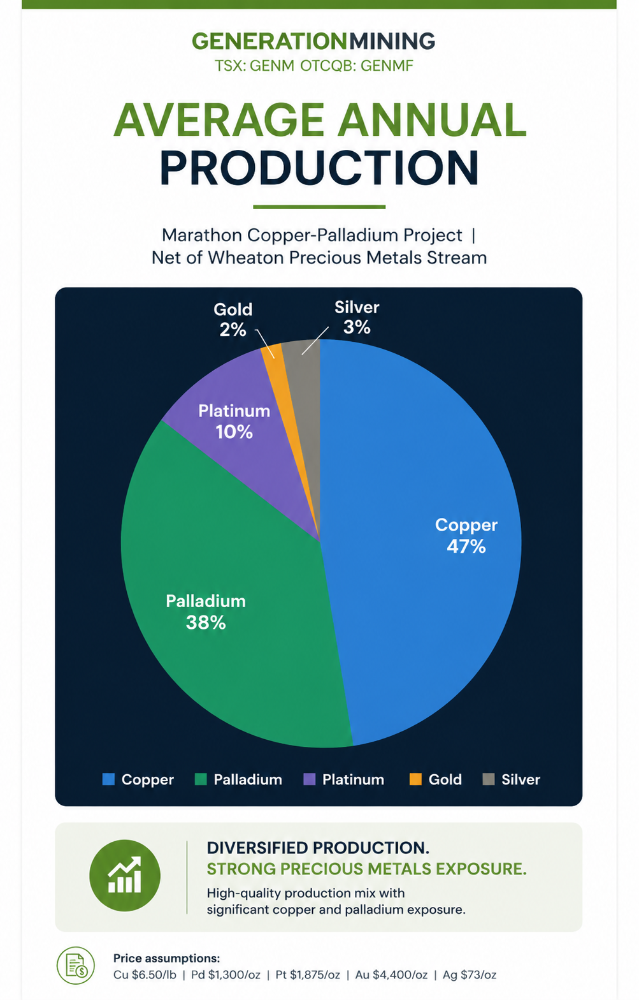 GENERATIONMINING
TSX: GENM OTCQB: GENMF
AVERAGE ANNUAL
PRODUCTION
Marathon Copper-Palladium Project |
Net of Wheaton Precious Metals Stream
Gold
2%
Silver
3%
Platinum
10%
Copper
47%
Palladium
38%
Copper
Palladium
Platinum
Gold
Silver
DIVERSIFIED PRODUCTION.
STRONG PRECIOUS METALS EXPOSURE.
High-quality production mix with
significant copper and palladium exposure.
$
Price assumptions:
Cu $6.50/lb | Pd $1,300/oz | Pt $1,875/oz | Au $4,400/oz | Ag $73/oz